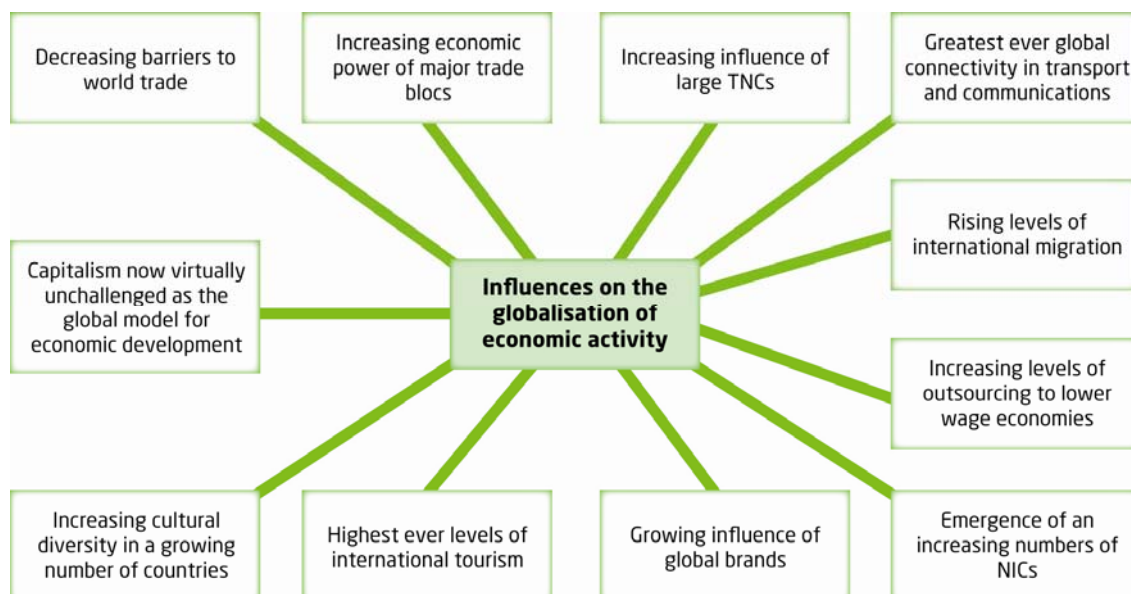 Decreasing barriers to
world trade
Increasing economic
power of major trade
blocs
Increasing influence of
large TNCs
Greatest ever global
connectivity in transport
and communications
Capitalism now virtually
unchallenged as the
global model for
economic development
Influences on the
globalisation of
economic activity
Rising levels of
international migration
Increasing levels of
outsourcing to lower
wage economies
Increasing cultural
diversity in a growing
number of countries
Highest ever levels of
international tourism
Growing influence of
global brands
Emergence of an
increasing numbers of
NICs